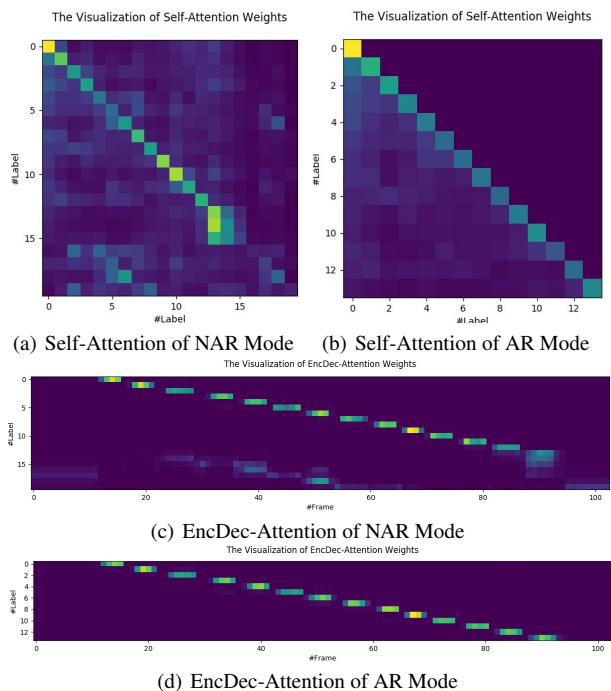 The Visualization of Self-Attention Weights
The Visualization of Self-Attention Weights
0
5
10
15
#Label
0 5 10 15
#Label
0
2
4
6
8
10
12
#Label
0 2 4 6 8 10 12
#Label
(a) Self-Attention of NAR Mode
(b) Self-Attention of AR Mode
The Visualization of EncDec-Attention Weights
0
5
10
15
#Label
0 20 40 60 80 100
#Frame
(c) EncDec-Attention of NAR Mode
The Visualization of EncDec-Attention Weights
0
2
4
6
8
10
12
#Label
0 20 40 60 80 100
#Frame
(d) EncDec-Attention of AR Mode